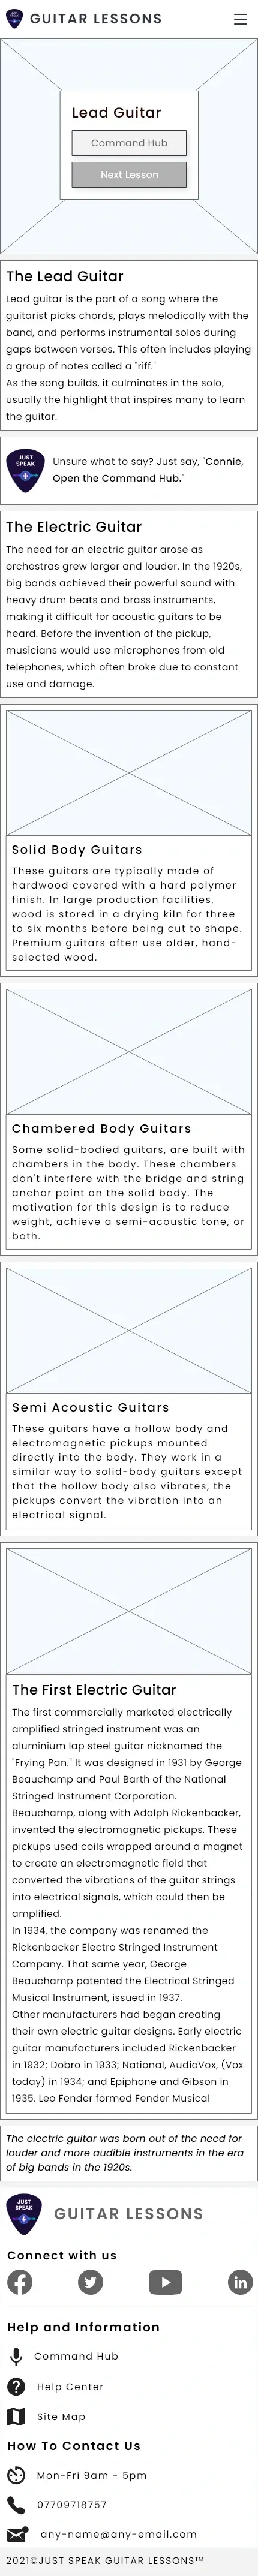 JUST
SPEAK
GUITAR LESSONS
Lead Guitar
Command Hub
Next Lesson
The Lead Guitar
Lead guitar is the part of a song where the
guitarist picks chords, plays melodically with the
band, and performs instrumental solos during
gaps between verses. This often includes playing
a group of notes called a "riff."
As the song builds, it culminates in the solo,
usually the highlight that inspires many to learn
the guitar.
JUST
SPEAK
Unsure what to say? Just say, "Connie,
Open the Command Hub."
The Electric Guitar
The need for an electric guitar arose as
orchestras grew larger and louder. In the 1920s,
big bands achieved their powerful sound with
heavy drum beats and brass instruments,
making it difficult for acoustic guitars to be
heard. Before the invention of the pickup,
musicians would use microphones from old
telephones, which often broke due to constant
use and damage.
Solid Body Guitars
These guitars are typically made of
hardwood covered with a hard polymer
finish. In large production facilities,
wood is stored in a drying kiln for three
to six months before being cut to shape.
Premium guitars often use older, hand-
selected wood.
Chambered Body Guitars
Some solid-bodied guitars, are built with
chambers in the body. These chambers
don't interfere with the bridge and string
anchor point on the solid body. The
motivation for this design is to reduce
weight, achieve a semi-acoustic tone, or
both.
Semi Acoustic Guitars
These guitars have a hollow body and
electromagnetic pickups mounted
directly into the body. They work in a
similar way to solid-body guitars except
that the hollow body also vibrates, the
pickups convert the vibration into an
electrical signal.
The First Electric Guitar
The first commercially marketed electrically
amplified stringed instrument was an
aluminium lap steel guitar nicknamed the
"Frying Pan." It was designed in 1931 by George
Beauchamp and Paul Barth of the National
Stringed Instrument Corporation.
Beauchamp, along with Adolph Rickenbacker,
invented the electromagnetic pickups. These
pickups used coils wrapped around a magnet
to create an electromagnetic field that
converted the vibrations of the guitar strings
into electrical signals, which could then be
amplified.
In 1934, the company was renamed the
Rickenbacker Electro Stringed Instrument
Company. That same year, George
Beauchamp patented the Electrical Stringed
Musical Instrument, issued in 1937.
Other manufacturers had began creating
their own electric guitar designs. Early electric
guitar manufacturers included Rickenbacker
in 1932; Dobro in 1933; National, AudioVox, (Vox
today) in 1934; and Epiphone and Gibson in
1935. Leo Fender formed Fender Musical
The electric guitar was born out of the need for
louder and more audible instruments in the era
of big bands in the 1920s.
JUST
SPEAK
GUITAR LESSONS
Connect with us
Help and Information
Command Hub
Help Center
Site Map
How To Contact Us
Mon-Fri 9am - 5pm
07709718757
any-name@any-email.com
2021©JUST SPEAK GUITAR LESSONS™